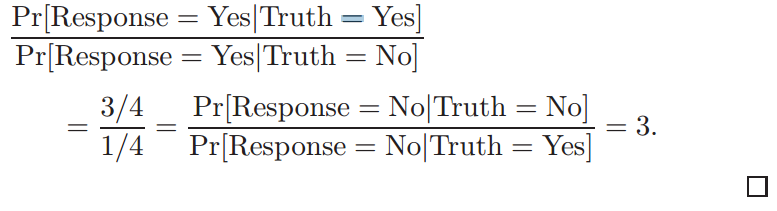 Pr[Response = Yes|Truth = Yes]
Pr[Response = Yes|Truth = No]
= 3/4 / 1/4 = Pr[Response = No|Truth = No] / Pr[Response = No|Truth = Yes] = 3.
□